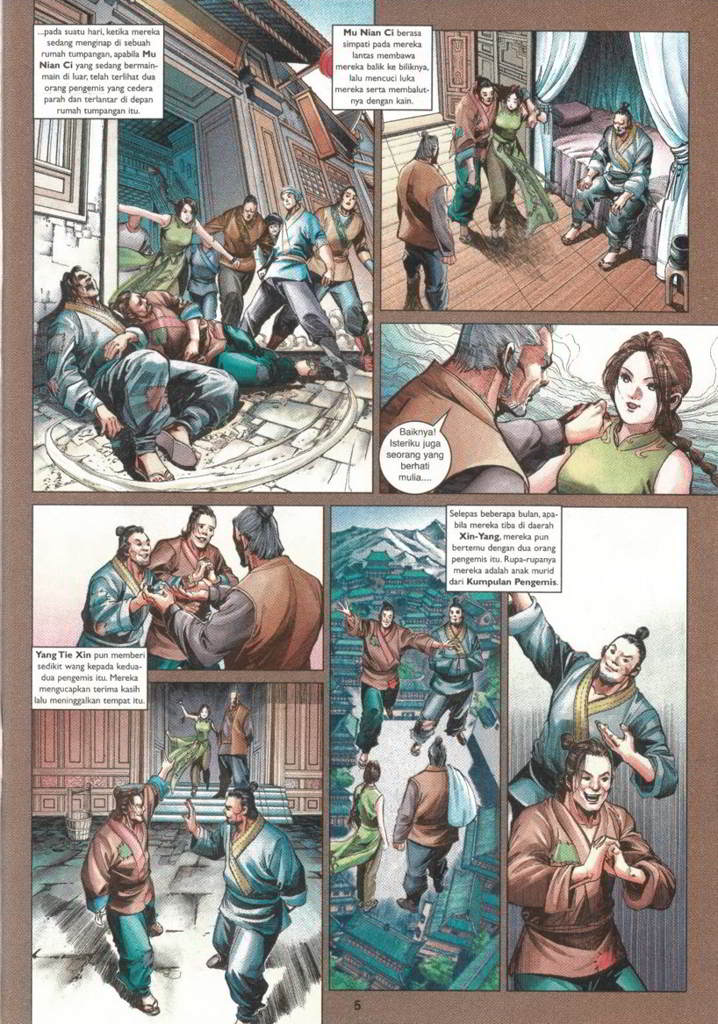 ...pada suatu hari, ketika mereka
sedang menginap di sebuah
rumah tumpangan, apabila Mu
Nian Ci yang sedang bermain-
main di luar, telah terlihat dua
orang pengemis yang cedera
parah dan terlantar di depan
rumah tumpangan itu.
Mu Nian Ci berasa
simpati pada mereka
lantas membawa
mereka balik ke biliknya,
lalu mencuci luka
mereka serta membalut-
nya dengan kain.
Baiknya!
Isteriku juga
seorang yang
berhati
mulia....
Yang Tie Xin pun memberi
sedikit wang kepada kedua-
dua pengemis itu. Mereka
mengucapkan terima kasih
lalu meninggalkan tempat itu.
Selepas beberapa bulan, apa-
bila mereka tiba di daerah
Xin-Yang, mereka pun
bertemu dengan dua orang
pengemis itu. Rupa-rupanya
mereka adalah anak murid
dari Kumpulan Pengemis.
5